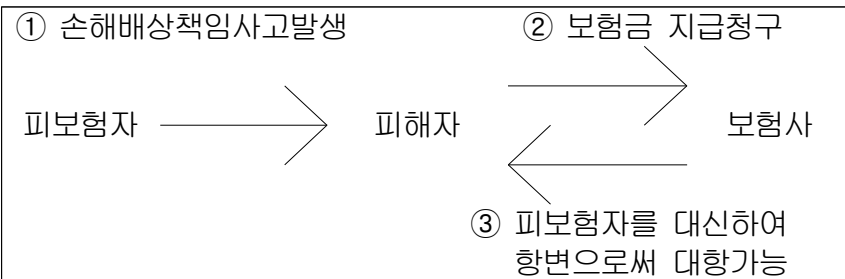 ① 손해배상책임사고발생
② 보험금 지급청구
피보험자
피해자
보험사
③ 피보험자를 대신하여
항변으로써 대항가능